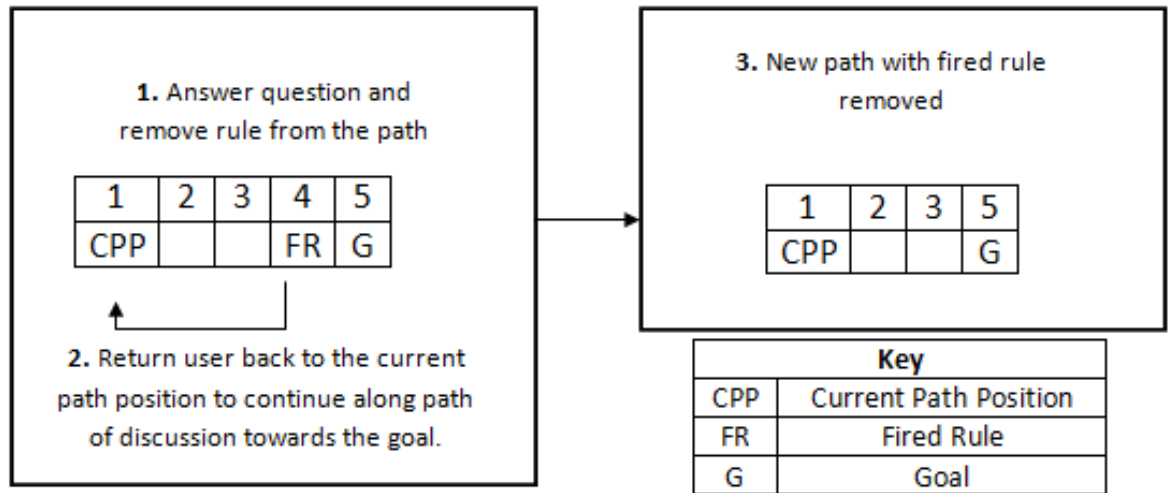 1. Answer question and
remove rule from the path
1 2 3 4 5
CPP FR G
2. Return user back to the current
path position to continue along path
of discussion towards the goal.
3. New path with fired rule
removed
1 2 3 5
CPP G
Key
CPP Current Path Position
FR Fired Rule
G Goal